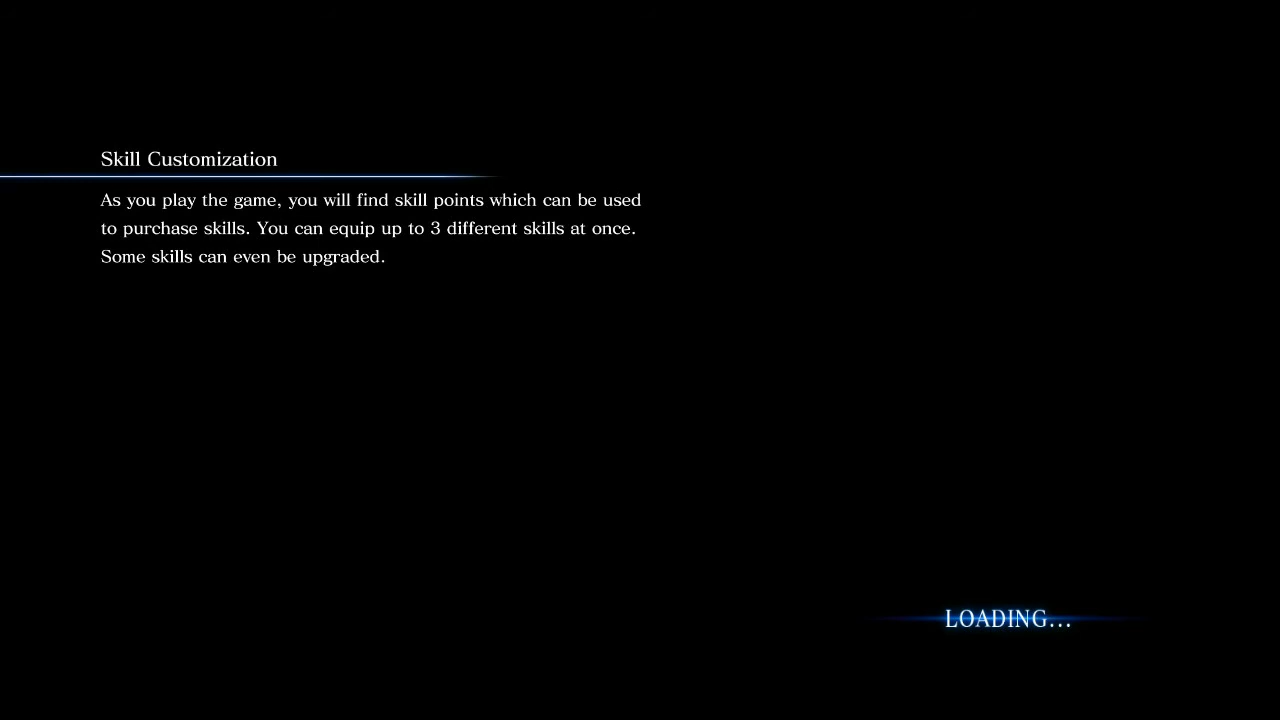 Skill Customization
As you play the game, you will find skill points which can be used
to purchase skills. You can equip up to 3 different skills at once.
Some skills can even be upgraded.
LOADING...